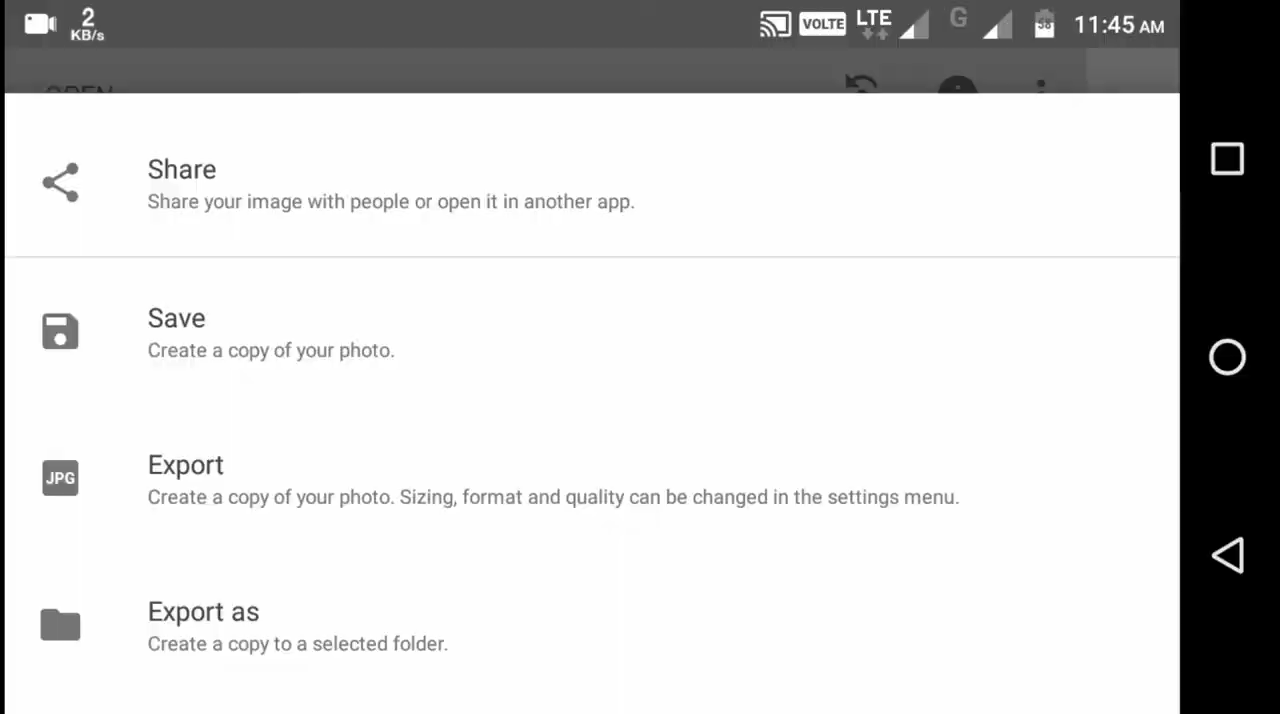 2
KB/s
VOLTE
LTE
G
58
11:45 AM
OPEN
Share
Share your image with people or open it in another app.
Save
Create a copy of your photo.
JPG
Export
Create a copy of your photo. Sizing, format and quality can be changed in the settings menu.
Export as
Create a copy to a selected folder.